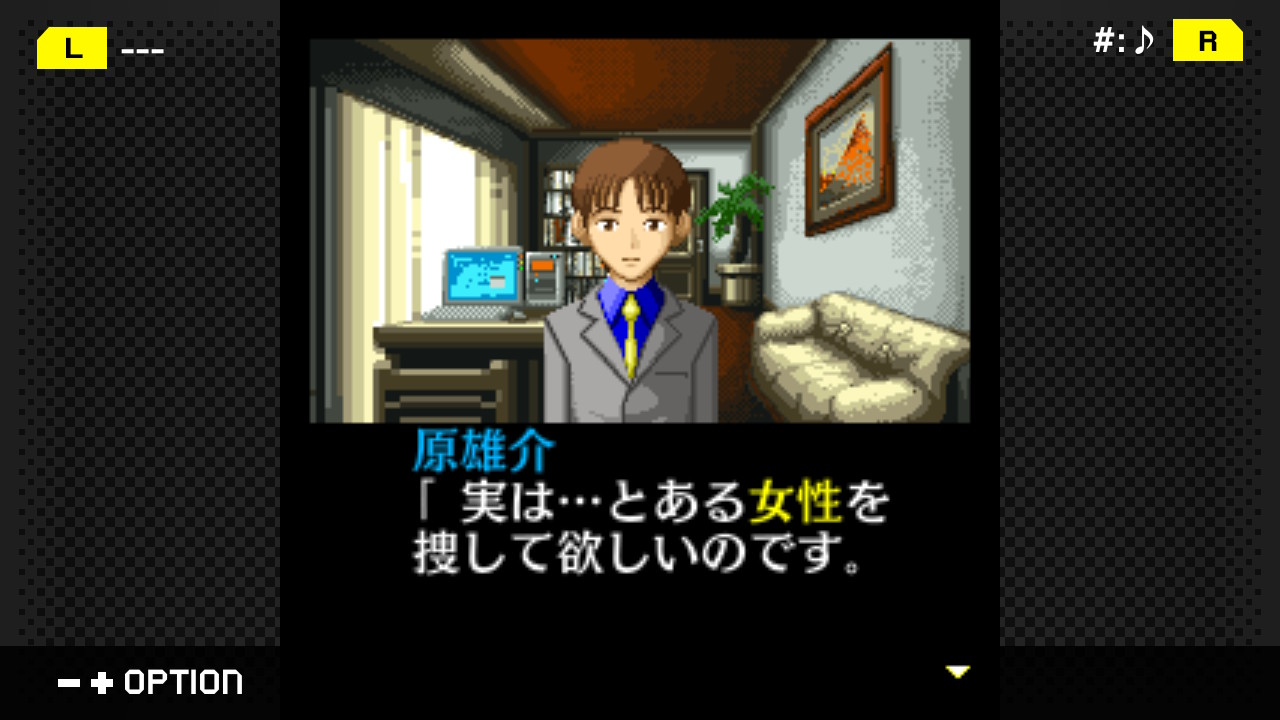 L ---
#:♪ R
原雄介
「 実は…とある女性を
捜して欲しいのです。
− + OPTION